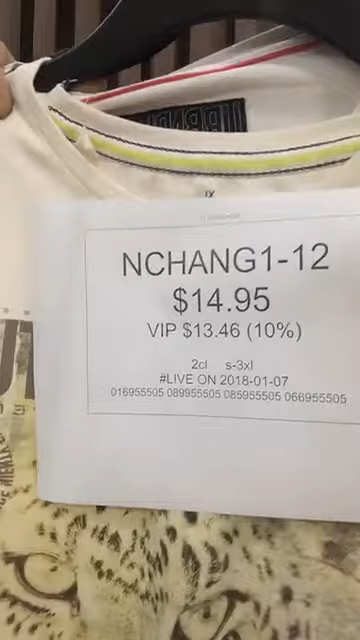 NCHANG1-12
$14.95
VIP $13.46 (10%)
2cl s-3xl
#LIVE ON 2018-01-07
016955505 089955505 085955505 066955505